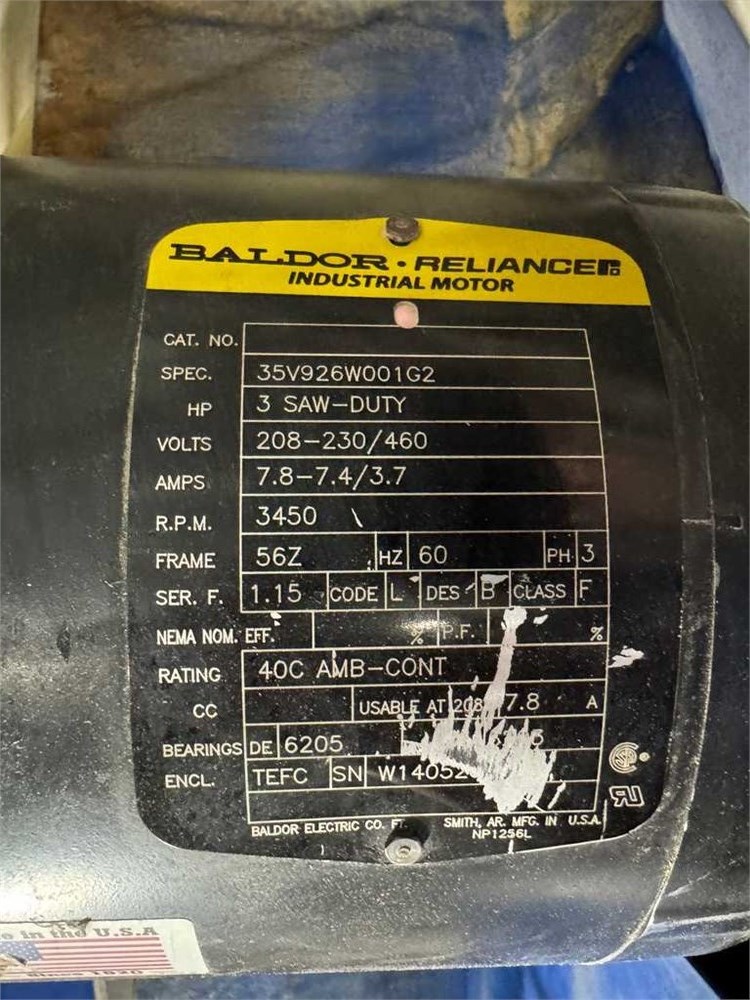 BALDOR • RELIANCE
INDUSTRIAL MOTOR
CAT. NO.
SPEC. 35V926W001G2
HP 3 SAW-DUTY
VOLTS 208-230/460
AMPS 7.8-7.4/3.7
R.P.M. 3450
FRAME 56Z HZ 60 PH 3
SER. F. 1.15 CODE L DES B CLASS F
NEMA NOM. EFF. % P.F. %
RATING 40C AMB-CONT
CC USABLE AT 208 7.8 A
BEARINGS DE 6205
ENCL. TEFC SN
BALDOR ELECTRIC CO. SMITH, AR. MFG. IN U.S.A.
NP1256L
in the U.S.A